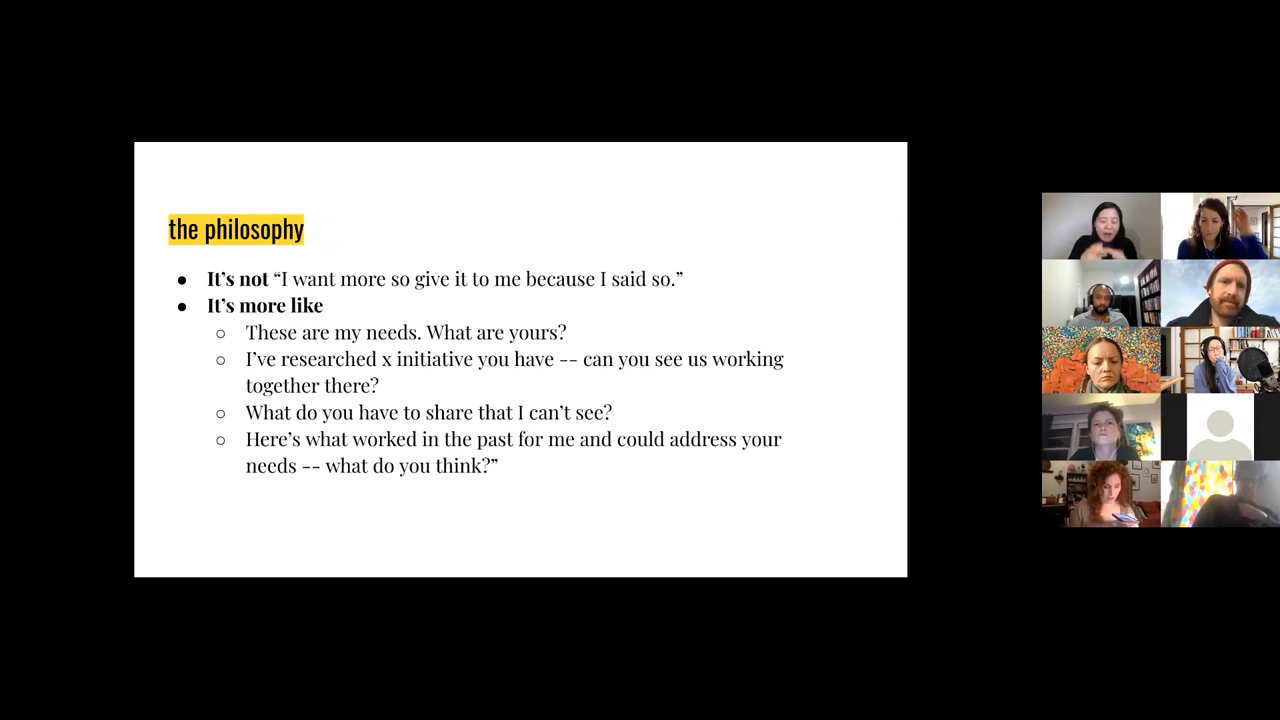 the philosophy
● It’s not “I want more so give it to me because I said so.”
● It’s more like
○ These are my needs. What are yours?
○ I’ve researched x initiative you have -- can you see us working
together there?
○ What do you have to share that I can’t see?
○ Here’s what worked in the past for me and could address your
needs -- what do you think?”